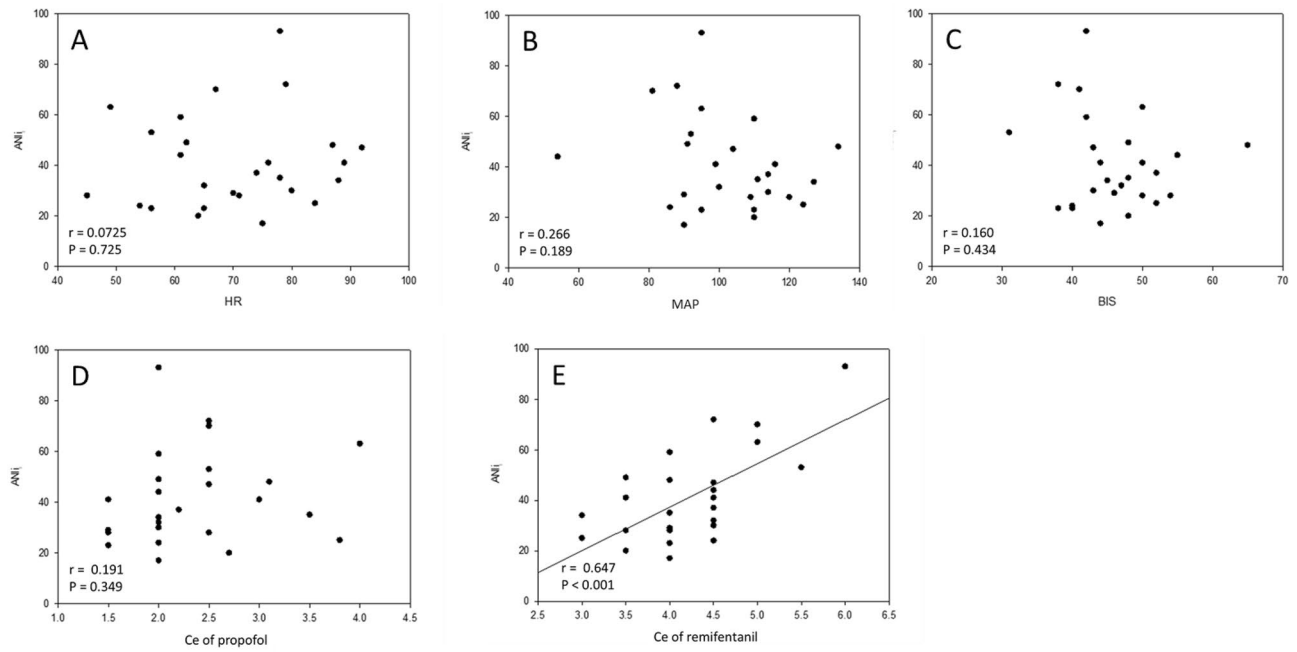 A
100
80
60
40
20
0
ANIi
r = 0.0725
P = 0.725
40 50 60 70 80 90 100
HR
B
100
80
60
40
20
0
ANIi
r = 0.266
P = 0.189
40 60 80 100 120 140
MAP
C
100
80
60
40
20
0
r = 0.160
P = 0.434
20 30 40 50 60 70
BIS
D
100
80
60
40
20
0
ANIi
r = 0.191
P = 0.349
1.0 1.5 2.0 2.5 3.0 3.5 4.0 4.5
Ce of propofol
E
100
80
60
40
20
0
ANIi
r = 0.647
P < 0.001
2.5 3.0 3.5 4.0 4.5 5.0 5.5 6.0 6.5
Ce of remifentanil